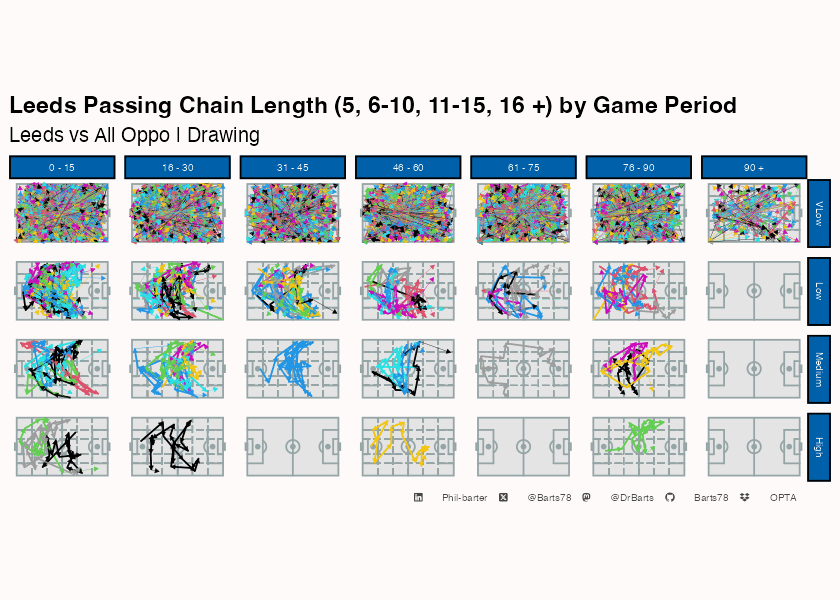 Leeds Passing Chain Length (5, 6-10, 11-15, 16 +) by Game Period
Leeds vs All Oppo | Drawing
0 - 15 16 - 30 31 - 45 46 - 60 61 - 75 76 - 90 90 +
VLow
Low
Medium
High
Phil-barter @Barts78 @DrBarts Barts78 OPTA